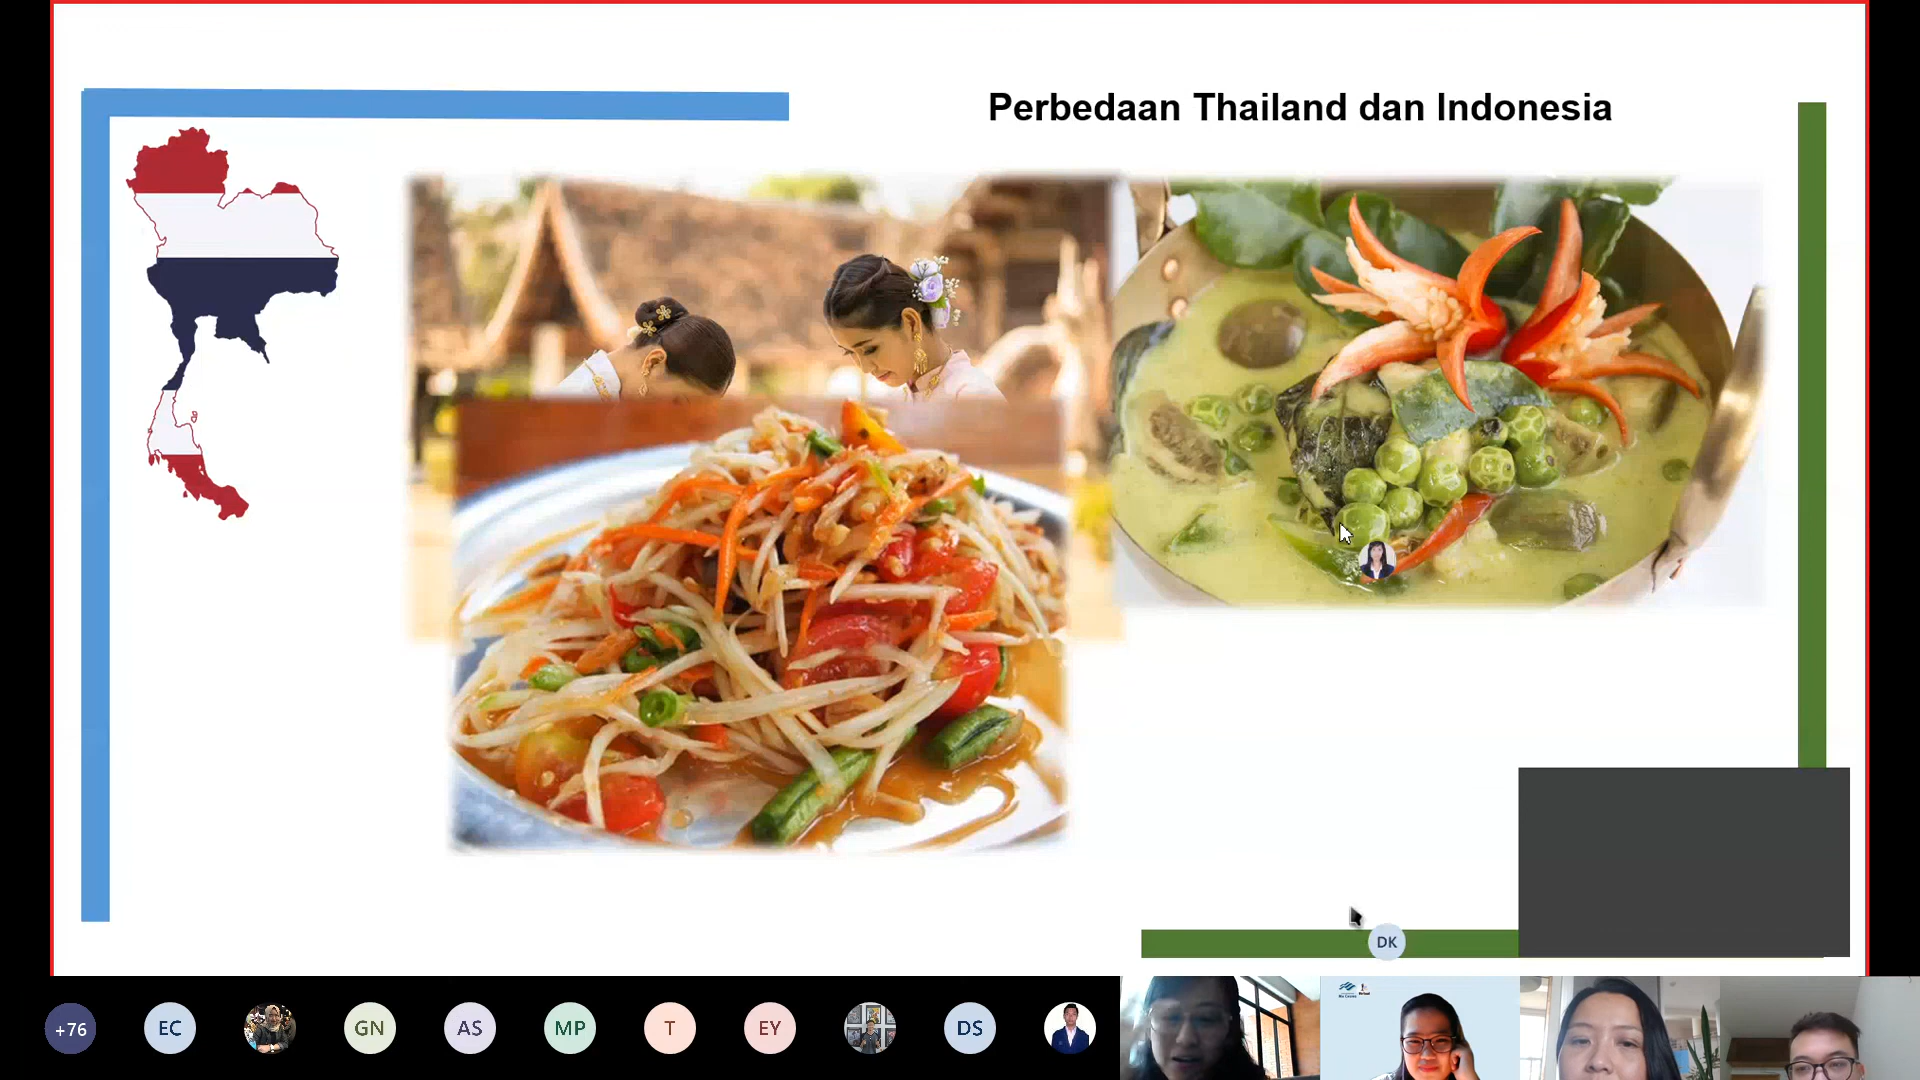 Perbedaan Thailand dan Indonesia
DK
+76
EC
GN
AS
MP
T
EY
DS